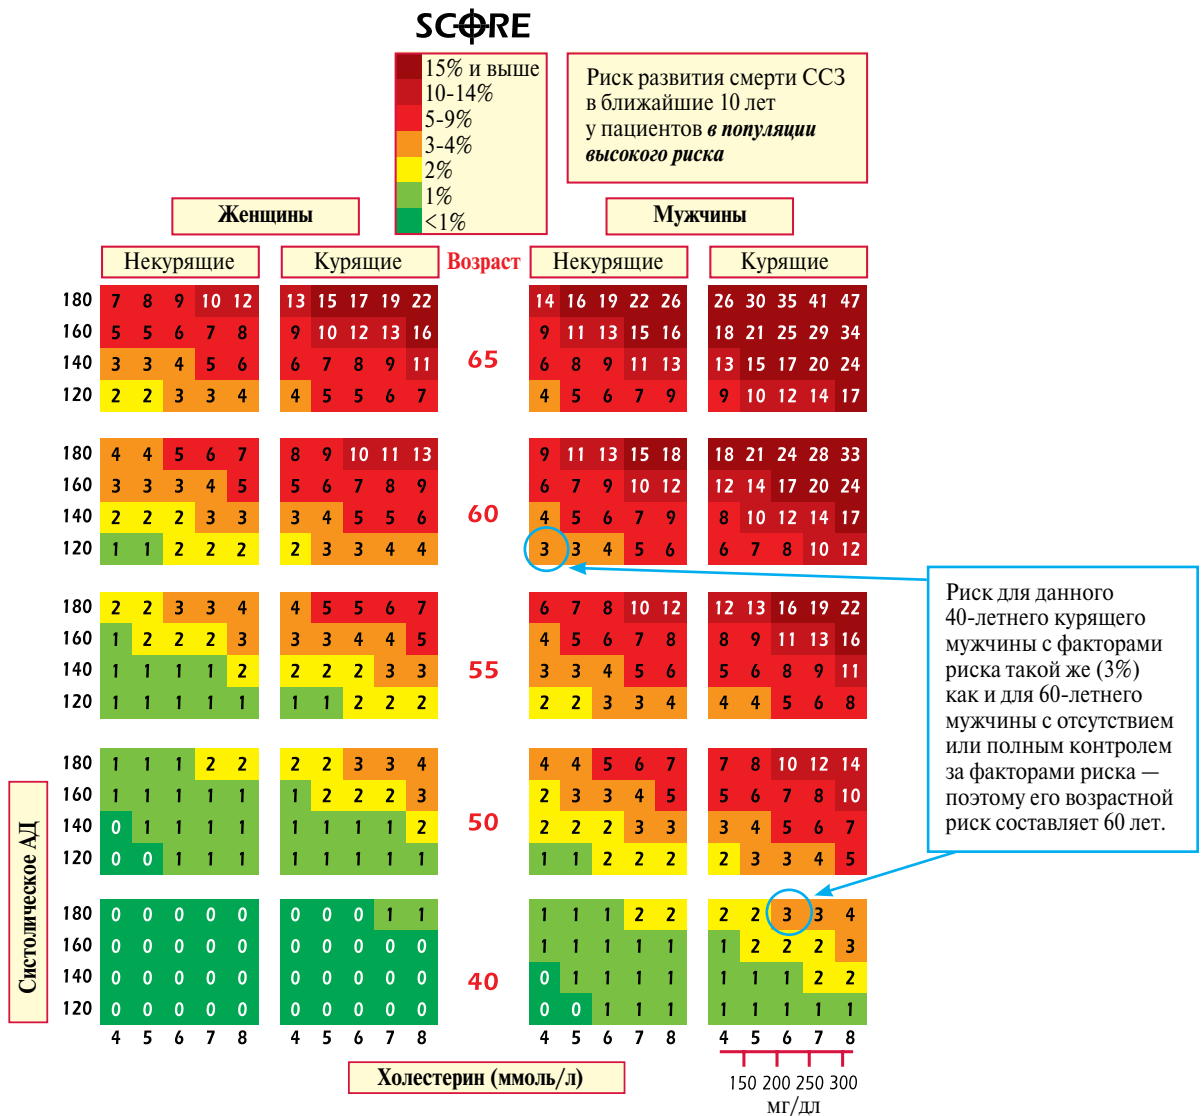 SCORE
15% и выше
10-14%
5-9%
3-4%
2%
1%
<1%
Риск развития смерти ССЗ
в ближайшие 10 лет
у пациентов в популяции
высокого риска
Женщины
Мужчины
Некурящие Курящие Возраст Некурящие Курящие
180 7 8 9 10 12 13 15 17 19 22 14 16 19 22 26 26 30 35 41 47
160 5 5 6 7 8 9 10 12 13 16 9 11 13 15 16 18 21 25 29 34
65
140 3 3 4 5 6 6 7 8 9 11 6 8 9 11 13 13 15 17 20 24
120 2 2 3 3 4 4 5 5 6 7 4 5 6 7 9 9 10 12 14 17
180 4 4 5 6 7 8 9 10 11 13 9 11 13 15 18 18 21 24 28 33
160 3 3 3 4 5 5 6 7 8 9 6 7 9 10 12 12 14 17 20 24
60
140 2 2 2 3 3 3 4 5 5 6 4 5 6 7 9 8 10 12 14 17
120 1 1 2 2 2 2 3 3 4 4 3 3 4 5 6 6 7 8 10 12
180 2 2 3 3 4 4 5 5 6 7 6 7 8 10 12 12 13 16 19 22
160 1 2 2 2 3 3 3 4 4 5 4 5 6 7 8 8 9 11 13 16
55
140 1 1 1 1 2 2 2 2 3 3 3 3 4 5 6 5 6 8 9 11
120 1 1 1 1 1 1 1 2 2 2 2 2 3 3 4 4 4 5 6 8
180 1 1 1 2 2 2 2 3 3 4 4 4 5 6 7 7 8 10 12 14
160 1 1 1 1 1 1 2 2 2 3 2 3 3 4 5 5 6 7 8 10
50
140 0 1 1 1 1 1 1 1 1 2 2 2 2 3 3 3 4 5 6 7
120 0 0 1 1 1 1 1 1 1 1 1 1 2 2 2 2 3 3 4 5
180 0 0 0 0 0 0 0 0 1 1 1 1 1 2 2 2 2 3 3 4
160 0 0 0 0 0 0 0 0 0 0 1 1 1 1 1 1 2 2 2 3
40
140 0 0 0 0 0 0 0 0 0 0 0 1 1 1 1 1 1 1 2 2
120 0 0 0 0 0 0 0 0 0 0 0 0 1 1 1 1 1 1 1 1
4 5 6 7 8 4 5 6 7 8 4 5 6 7 8 4 5 6 7 8
Систолическое АД
Холестерин (ммоль/л)
150 200 250 300
мг/дл
Риск для данного
40-летнего курящего
мужчины с факторами
риска такой же (3%)
как и для 60-летнего
мужчины с отсутствием
или полным контролем
за факторами риска —
поэтому его возрастной
риск составляет 60 лет.